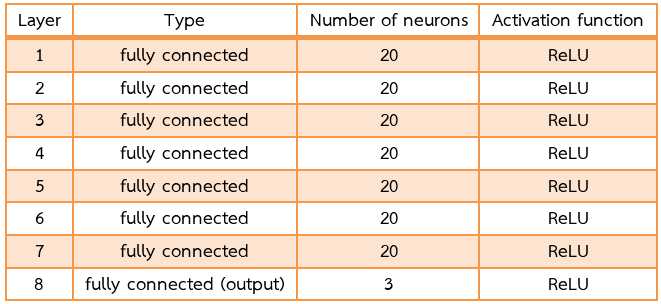 Layer Type Number of neurons Activation function
1 fully connected 20 ReLU
2 fully connected 20 ReLU
3 fully connected 20 ReLU
4 fully connected 20 ReLU
5 fully connected 20 ReLU
6 fully connected 20 ReLU
7 fully connected 20 ReLU
8 fully connected (output) 3 ReLU